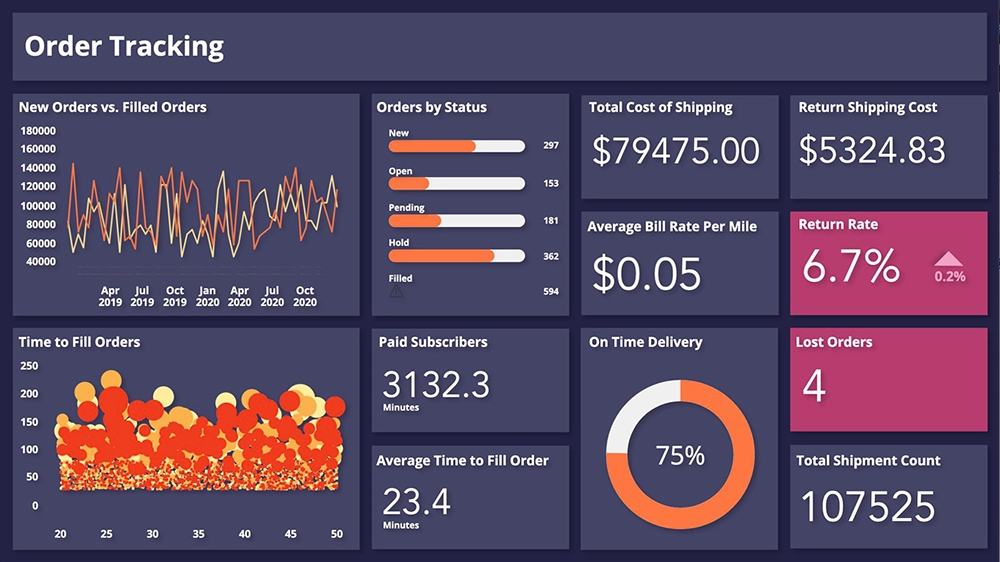 Order Tracking
New Orders vs. Filled Orders
180000
160000
140000
120000
100000
80000
60000
40000
Apr Jul Oct Jan Apr Jul Oct
2019 2019 2019 2020 2020 2020 2020
Orders by Status
New
297
Open
153
Pending
181
Hold
362
Filled
594
Total Cost of Shipping
$79475.00
Return Shipping Cost
$5324.83
Average Bill Rate Per Mile
$0.05
Return Rate
6.7%
0.2%
Time to Fill Orders
250
200
150
100
50
0
20 25 30 35 40 45 50
Paid Subscribers
3132.3
Minutes
Average Time to Fill Order
23.4
Minutes
On Time Delivery
75%
Lost Orders
4
Total Shipment Count
107525